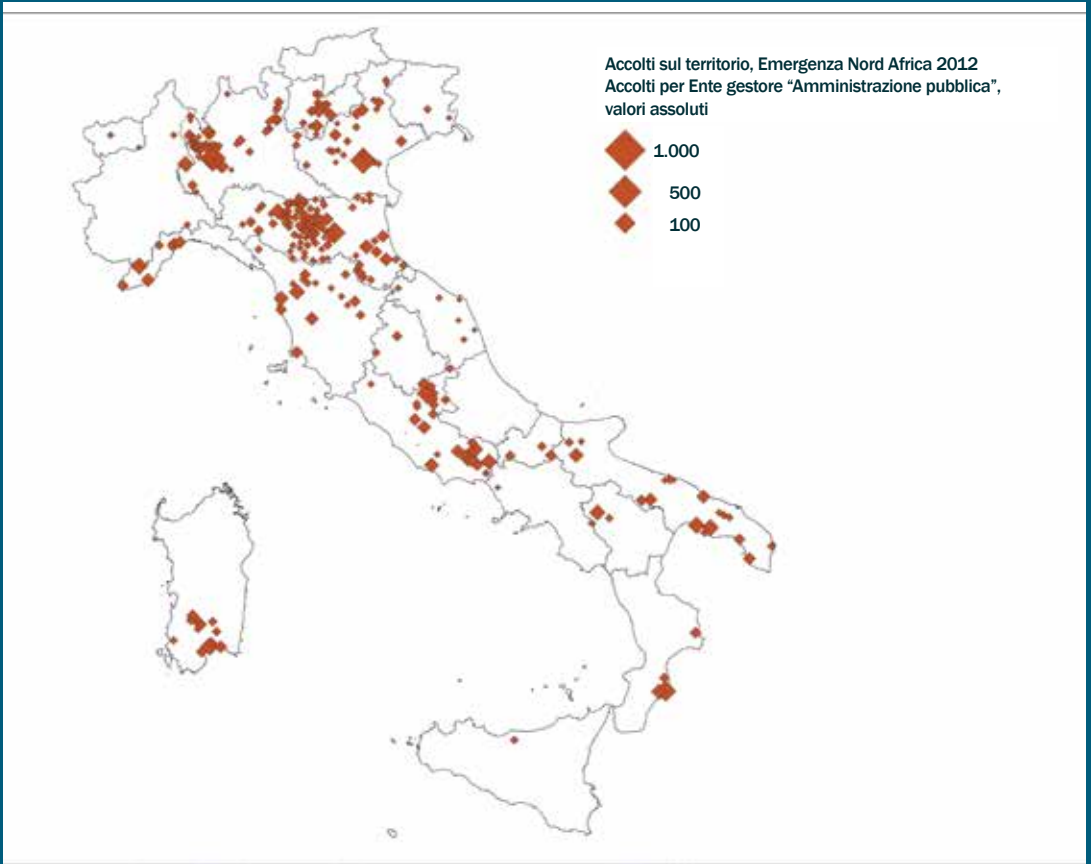 Accolti sul territorio, Emergenza Nord Africa 2012
Accolti per Ente gestore “Amministrazione pubblica”,
valori assoluti
1.000
500
100